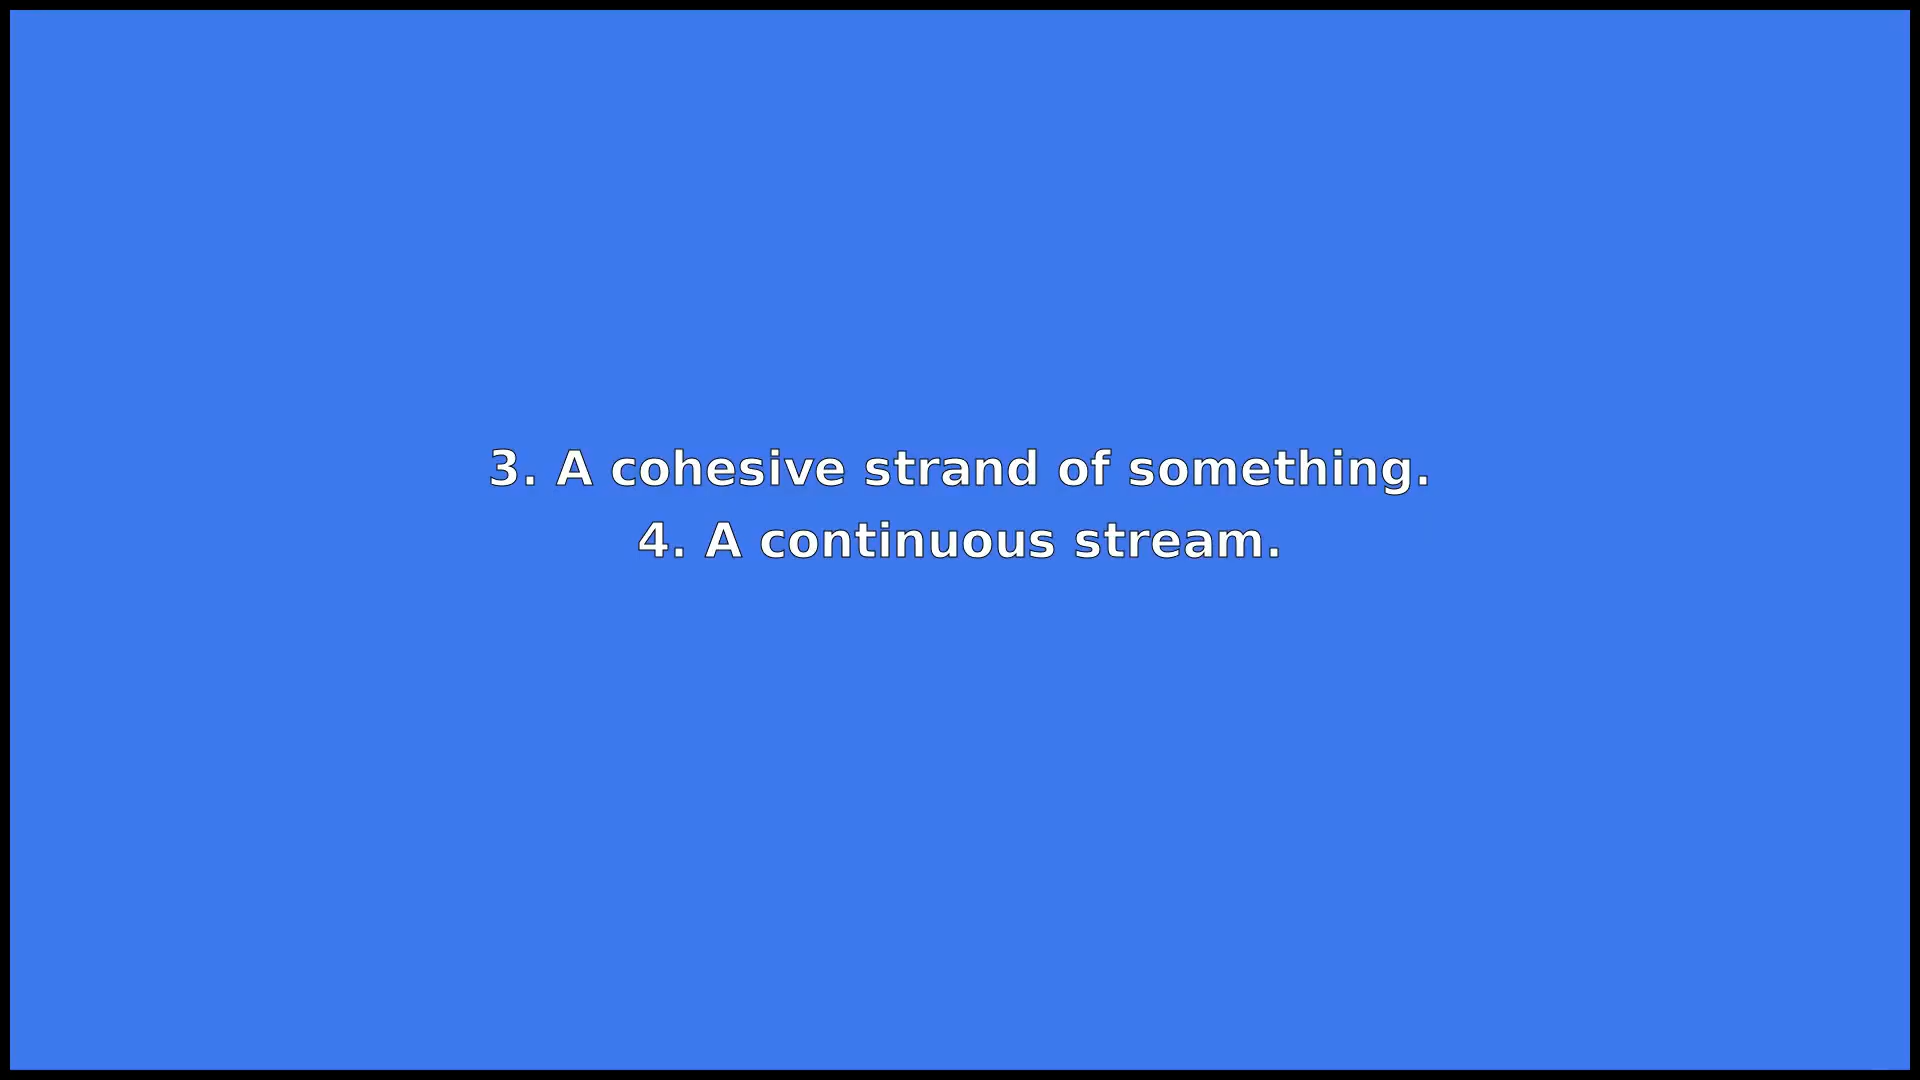 3. A cohesive strand of something.
4. A continuous stream.